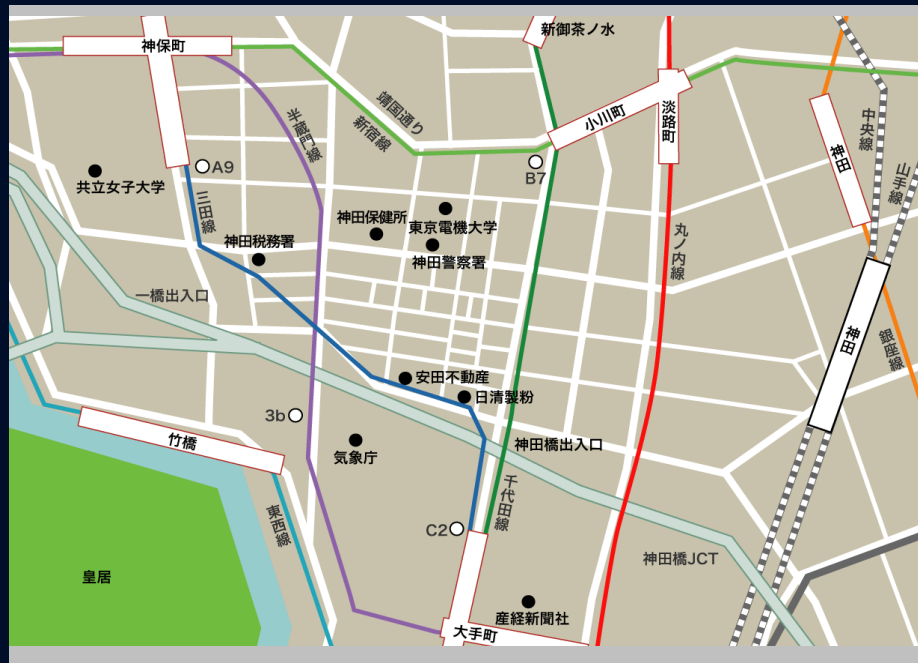 新御茶ノ水
神保町
靖国通り
新宿線
小川町
淡路町
中央線
山手線
神田
半蔵門線
A9
B7
共立女子大学
三田線
神田保健所
東京電機大学
神田税務署
神田警察署
丸ノ内線
一橋出入口
神田
銀座線
安田不動産
日清製粉
3b
竹橋
気象庁
神田橋出入口
千代田線
東西線
C2
神田橋JCT
皇居
産経新聞社
大手町